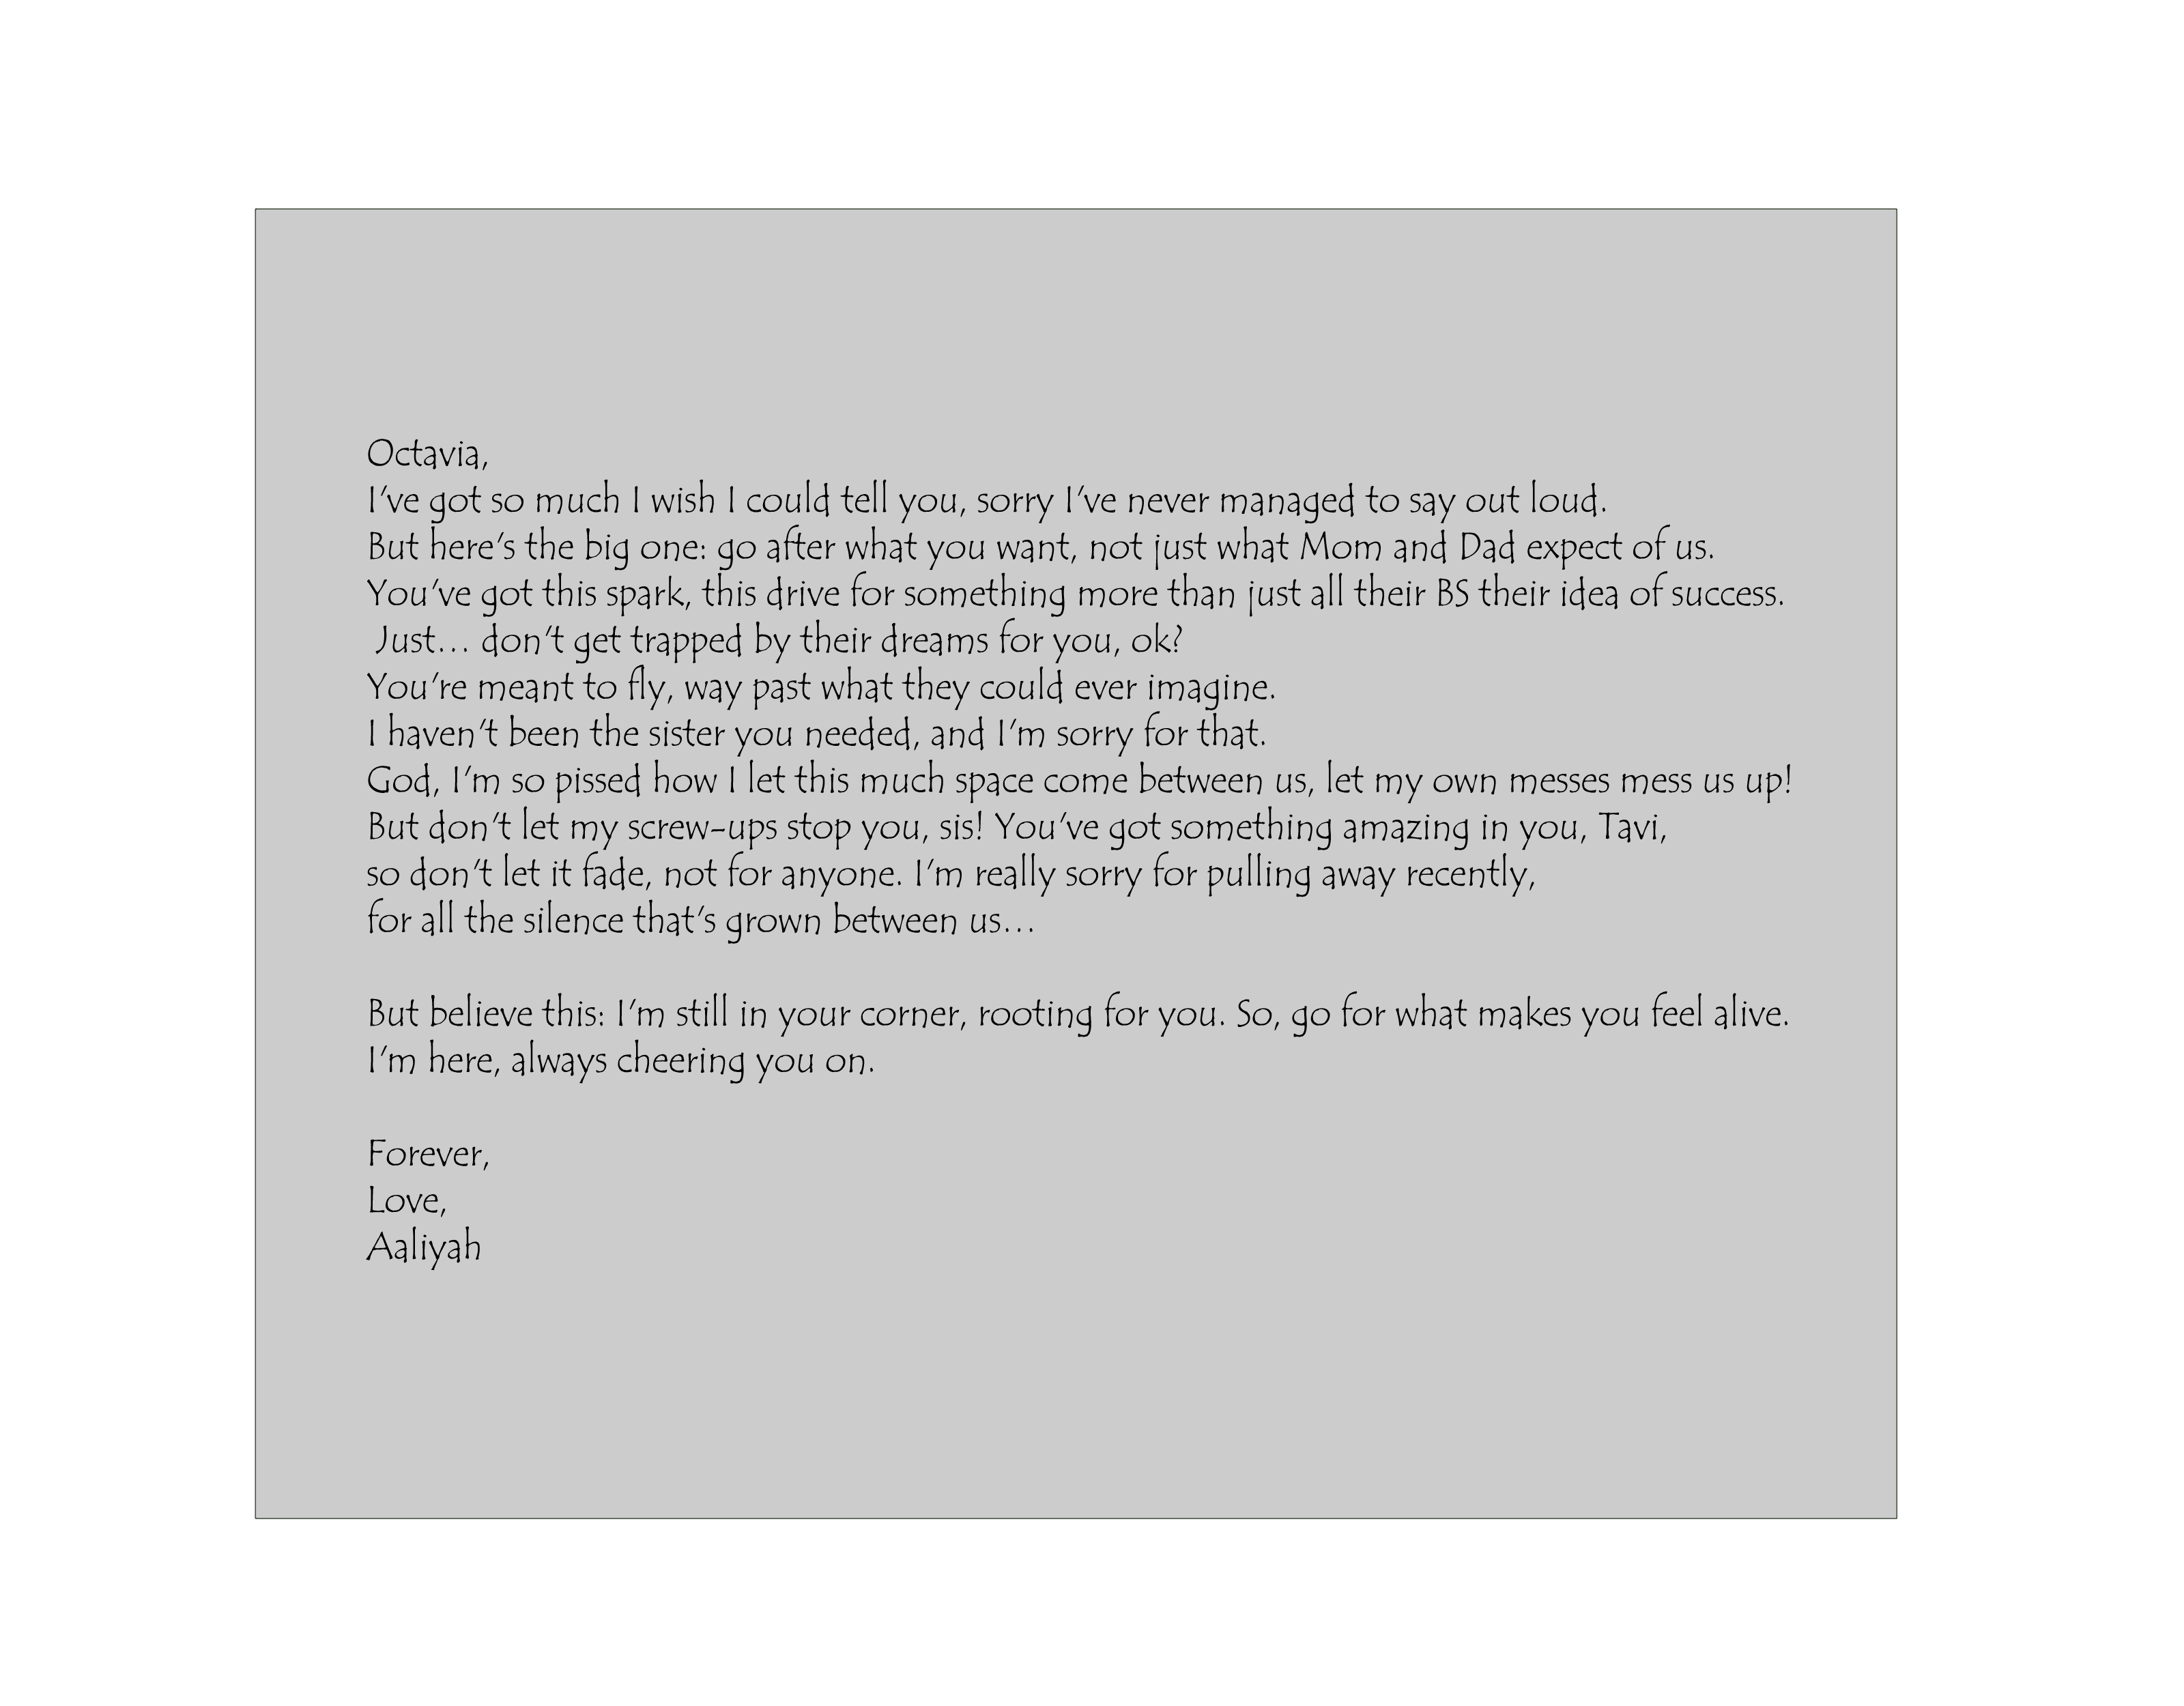 Octavia,
I've got so much I wish I could tell you, sorry I've never managed to say out loud.
But here's the big one: go after what you want, not just what Mom and Dad expect of us.
You've got this spark, this drive for something more than just all their BS their idea of success.
Just... don't get trapped by their dreams for you, ok?
You're meant to fly, way past what they could ever imagine.
I haven't been the sister you needed, and I'm sorry for that.
God, I'm so pissed how I let this much space come between us, let my own messes mess us up!
But don't let my screw-ups stop you, sis! You've got something amazing in you, Tavi,
so don't let it fade, not for anyone. I'm really sorry for pulling away recently,
for all the silence that's grown between us...
But believe this: I'm still in your corner, rooting for you. So, go for what makes you feel alive.
I'm here, always cheering you on.
Forever,
Love,
Aaliyah